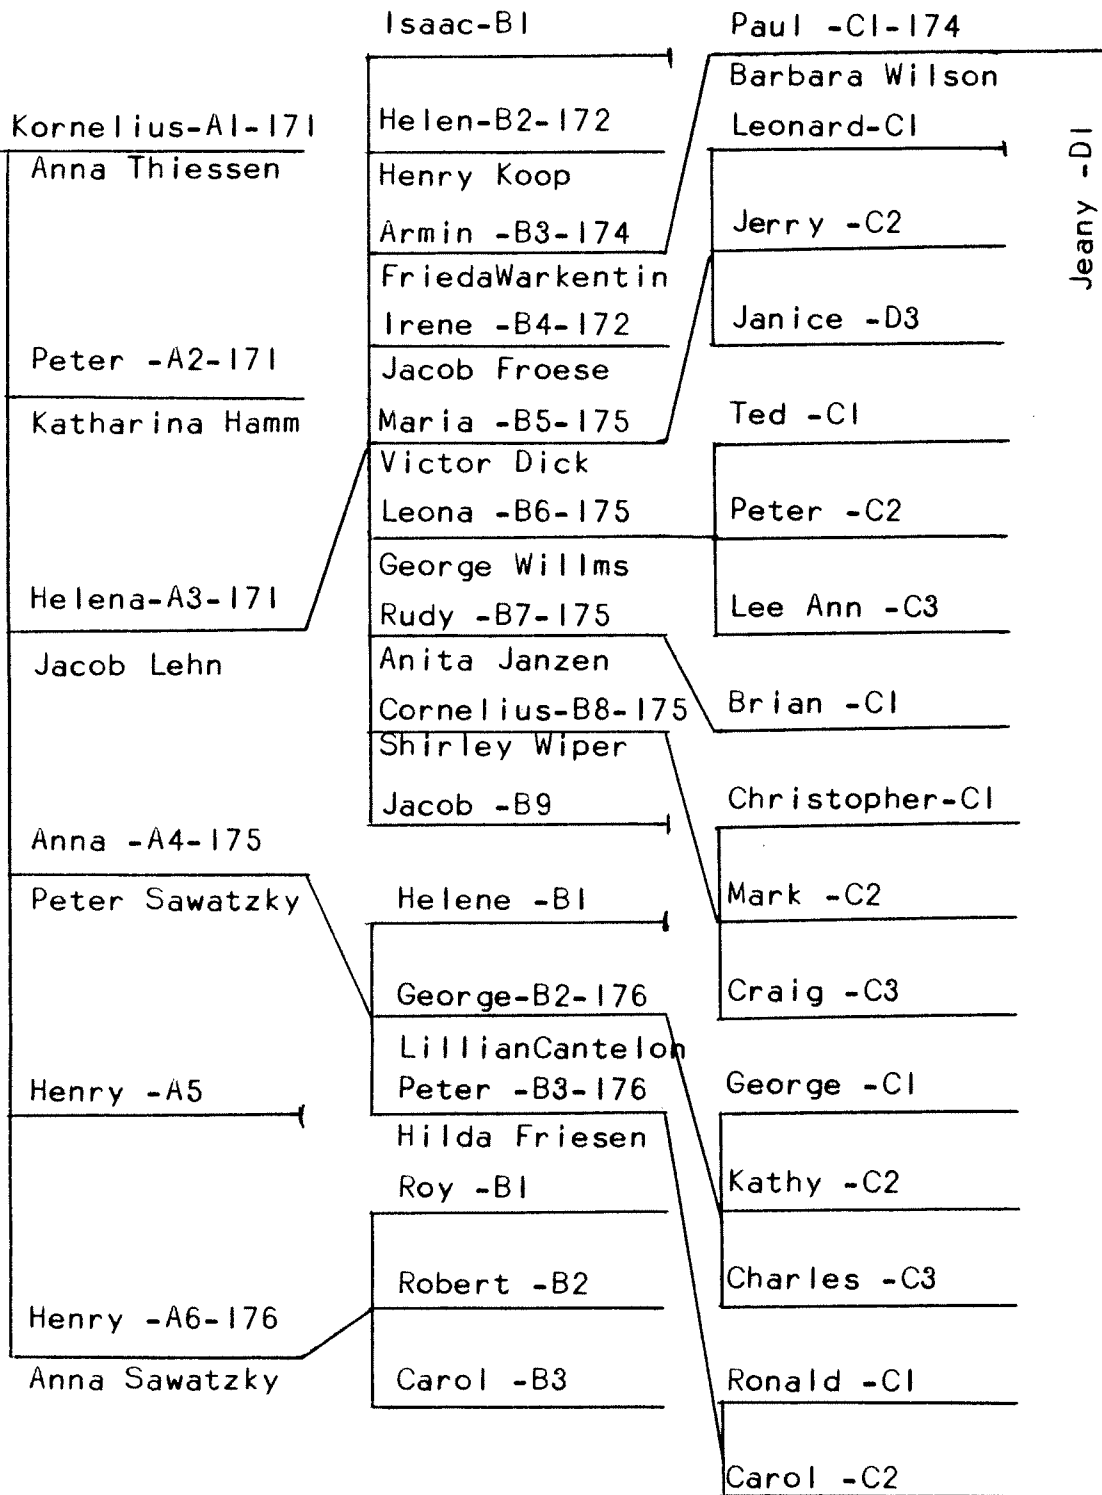 Kornelius-A1-171
Anna Thiessen
Peter -A2-171
Katharina Hamm
Helena-A3-171
Jacob Lehn
Anna -A4-175
Peter Sawatzky
Henry -A5
Henry -A6-176
Anna Sawatzky
Isaac-B1
Helen-B2-172
Henry Koop
Armin -B3-174
FriedaWarkentin
Irene -B4-172
Jacob Froese
Maria -B5-175
Victor Dick
Leona -B6-175
George Willms
Rudy -B7-175
Anita Janzen
Cornelius-B8-175
Shirley Wiper
Jacob -B9
Helene -B1
George-B2-176
LillianCantelon
Peter -B3-176
Hilda Friesen
Roy -B1
Robert -B2
Carol -B3
Paul -C1-174
Barbara Wilson
Leonard-C1
Jerry -C2
Janice -D3
Ted -C1
Peter -C2
Lee Ann -C3
Brian -C1
Christopher-C1
Mark -C2
Craig -C3
George -C1
Kathy -C2
Charles -C3
Ronald -C1
Carol -C2
Jeany -D1